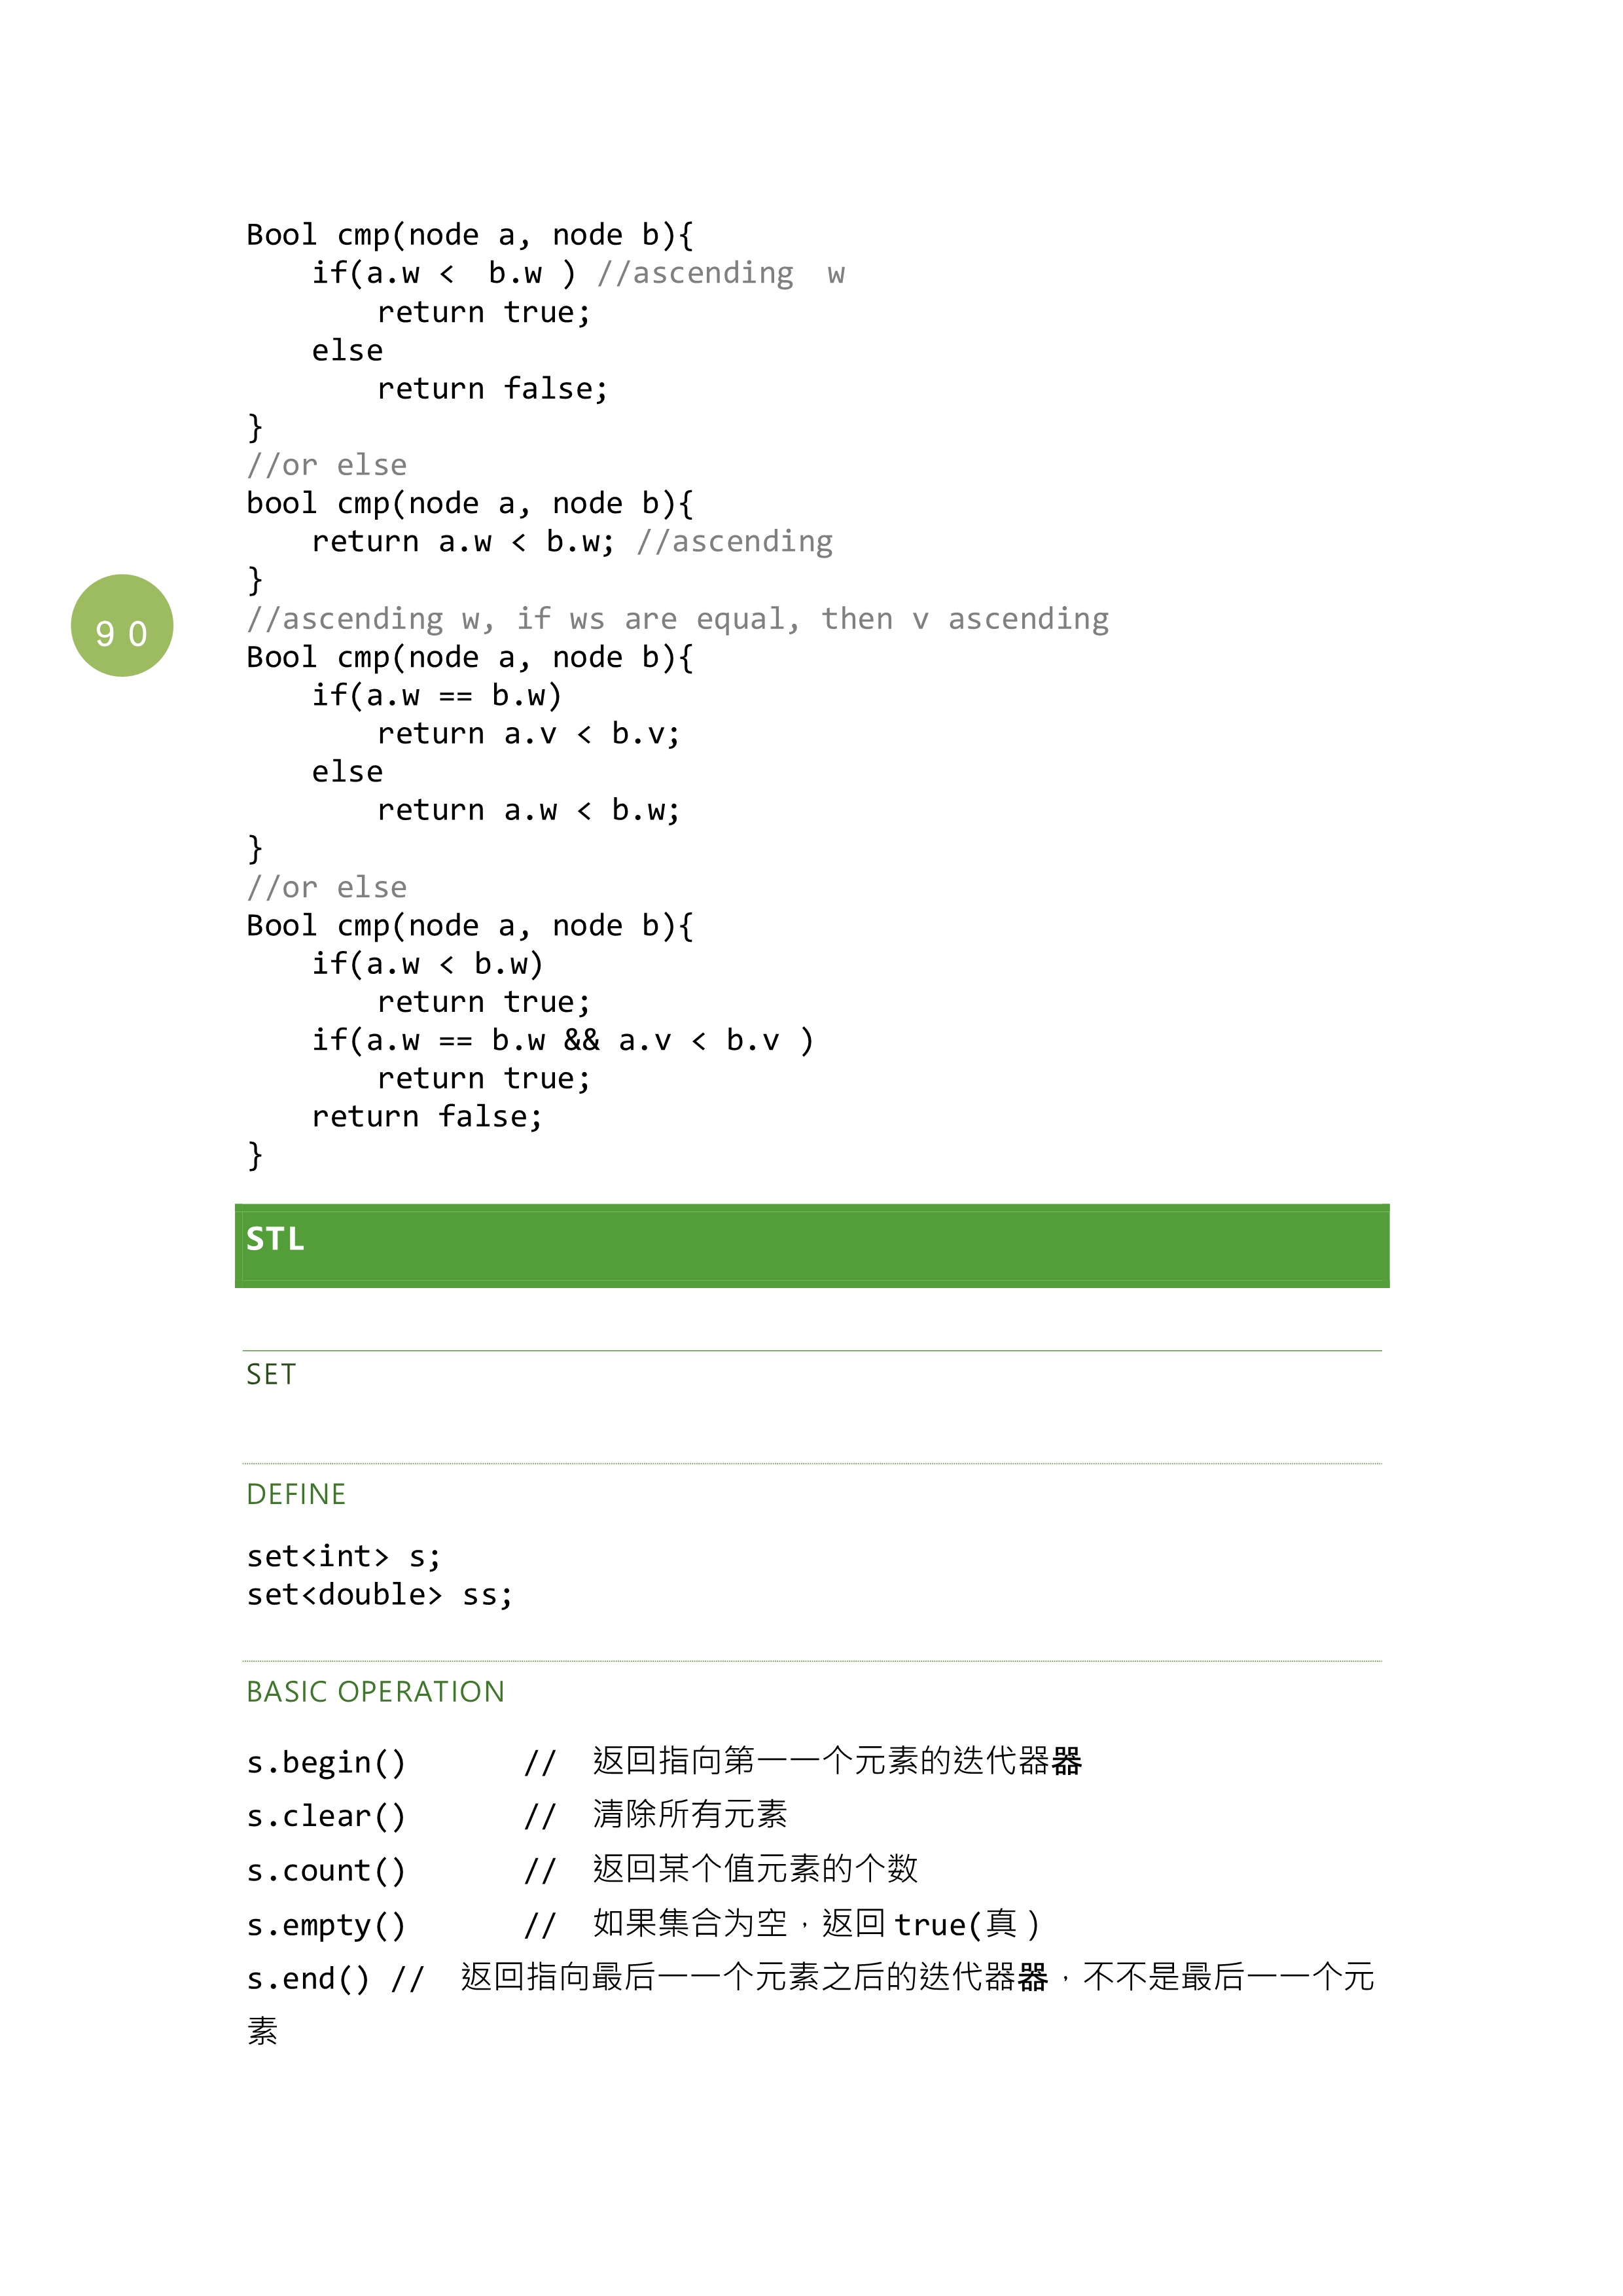 Bool cmp(node a, node b){
if(a.w <  b.w ) //ascending  w
return true;
else
return false;
}
//or else
bool cmp(node a, node b){
return a.w < b.w; //ascending
}
90
//ascending w, if ws are equal, then v ascending
Bool cmp(node a, node b){
if(a.w == b.w)
return a.v < b.v;
else
return a.w < b.w;
}
//or else
Bool cmp(node a, node b){
if(a.w < b.w)
return true;
if(a.w == b.w && a.v < b.v )
return true;
return false;
}
STL
SET
DEFINE
set<int> s;
set<double> ss;
BASIC OPERATION
s.begin()	//	返回指向第一一个元素的迭代器器
s.clear()	//	清除所有元素
s.count()	//	返回某个值元素的个数
s.empty()	//	如果集合为空，返回 true(真 )
s.end() //	返回指向最后一一个元素之后的迭代器器，不不是最后一一个元
素